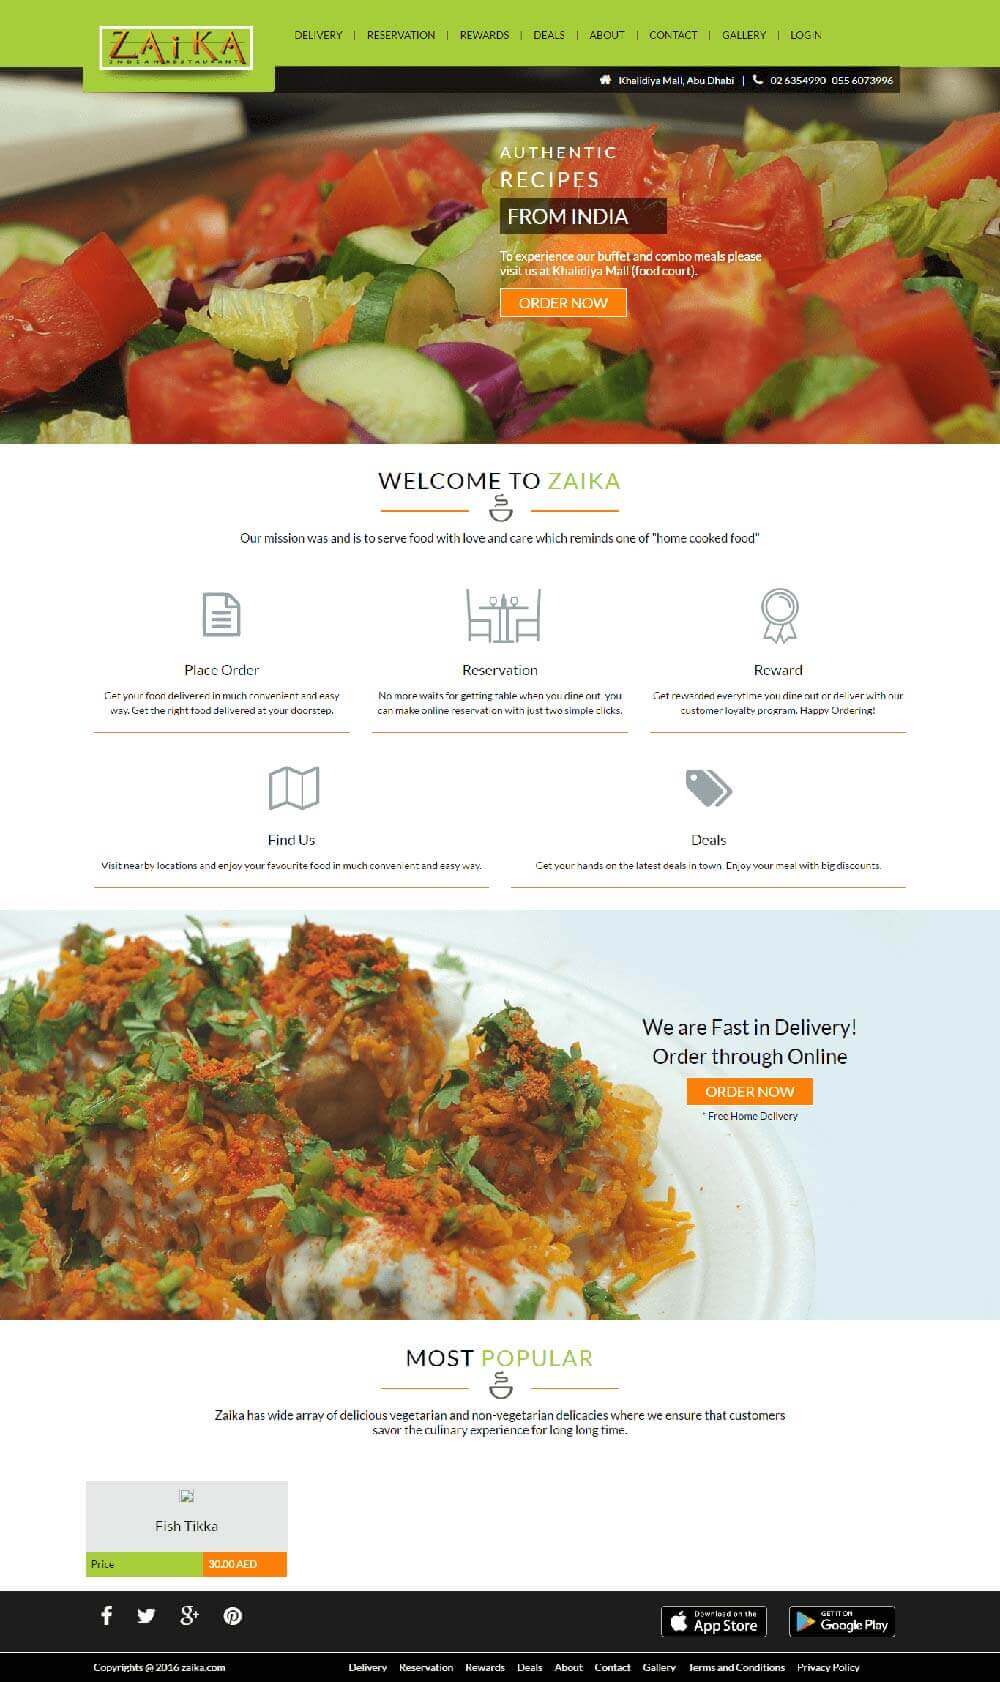 ZAiKA
INDIAN RESTAURANT
DELIVERY | RESERVATION | REWARDS | DEALS | ABOUT | CONTACT | GALLERY | LOGIN
Khalidiya Mall, Abu Dhabi | 02 6354990 055 6073996
AUTHENTIC
RECIPES
FROM INDIA
To experience our buffet and combo meals please
visit us at Khalidiya Mall (food court).
ORDER NOW
WELCOME TO ZAIKA
Our mission was and is to serve food with love and care which reminds one of "home cooked food"
Place Order
Get your food delivered in much convenient and easy
way. Get the right food delivered at your doorstep.
Reservation
No more waits for getting table when you dine out, you
can make online reservation with just two simple clicks.
Reward
Get rewarded everytime you dine out or deliver with our
customer loyalty program. Happy Ordering!
Find Us
Visit nearby locations and enjoy your favourite food in much convenient and easy way.
Deals
Get your hands on the latest deals in town. Enjoy your meal with big discounts.
We are Fast in Delivery!
Order through Online
ORDER NOW
* Free Home Delivery
MOST POPULAR
Zaika has wide array of delicious vegetarian and non-vegetarian delicacies where we ensure that customers
savor the culinary experience for long long time.
Fish Tikka
Price 30.00 AED
Download on the
App Store
GET IT ON
Google Play
Copyrights @ 2016 zaika.com
Delivery Reservation Rewards Deals About Contact Gallery Terms and Conditions Privacy Policy